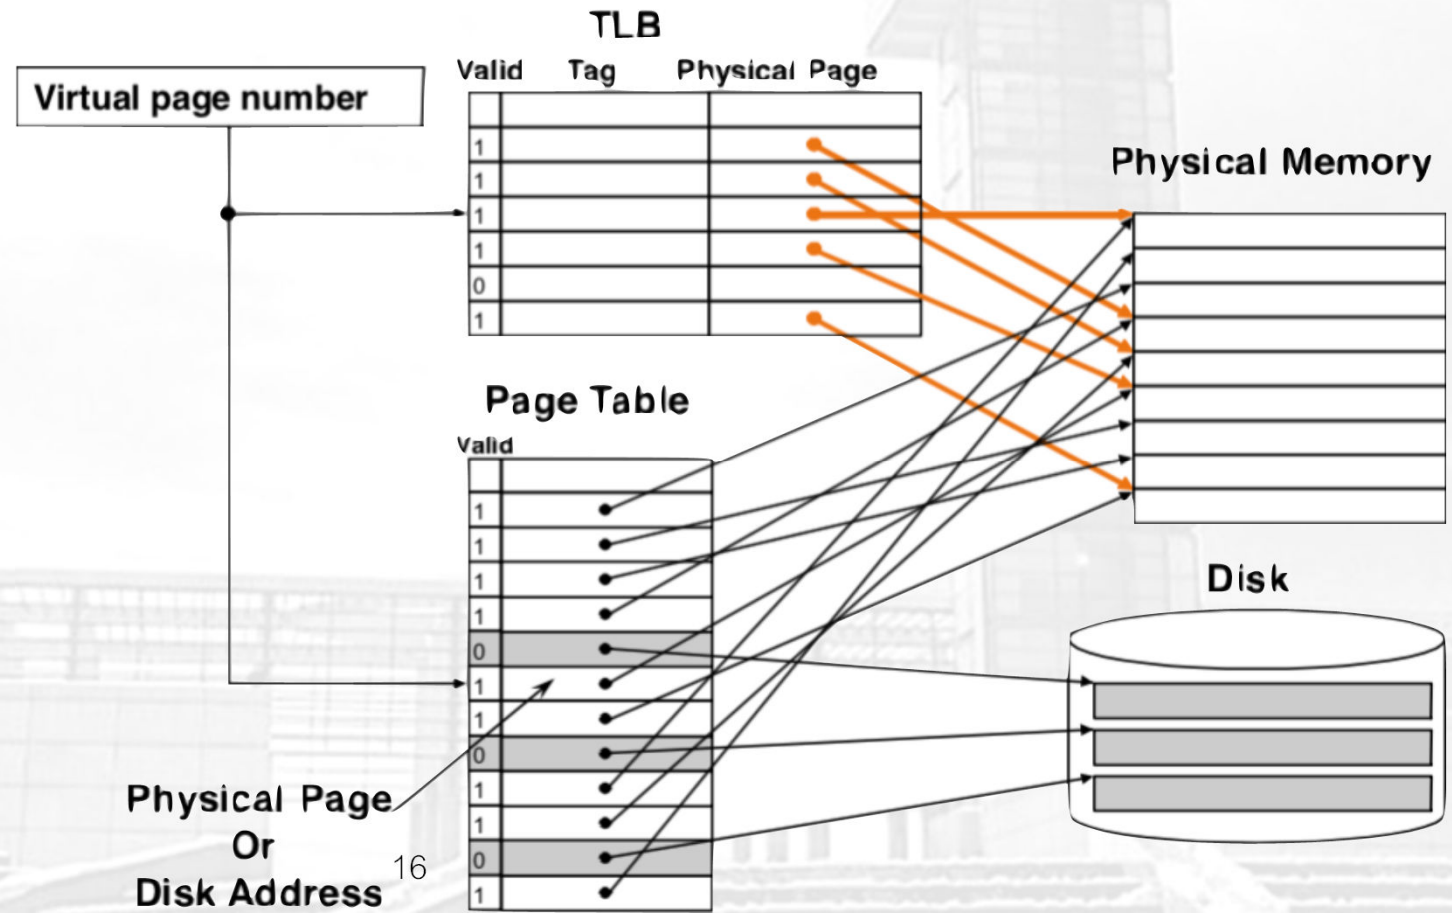 TLB
Valid Tag Physical Page
Virtual page number
1
1
1
1
0
1
Physical Memory
Page Table
Valid
1
1
1
1
0
1
1
0
1
1
0
1
Disk
Physical Page
Or
Disk Address
16